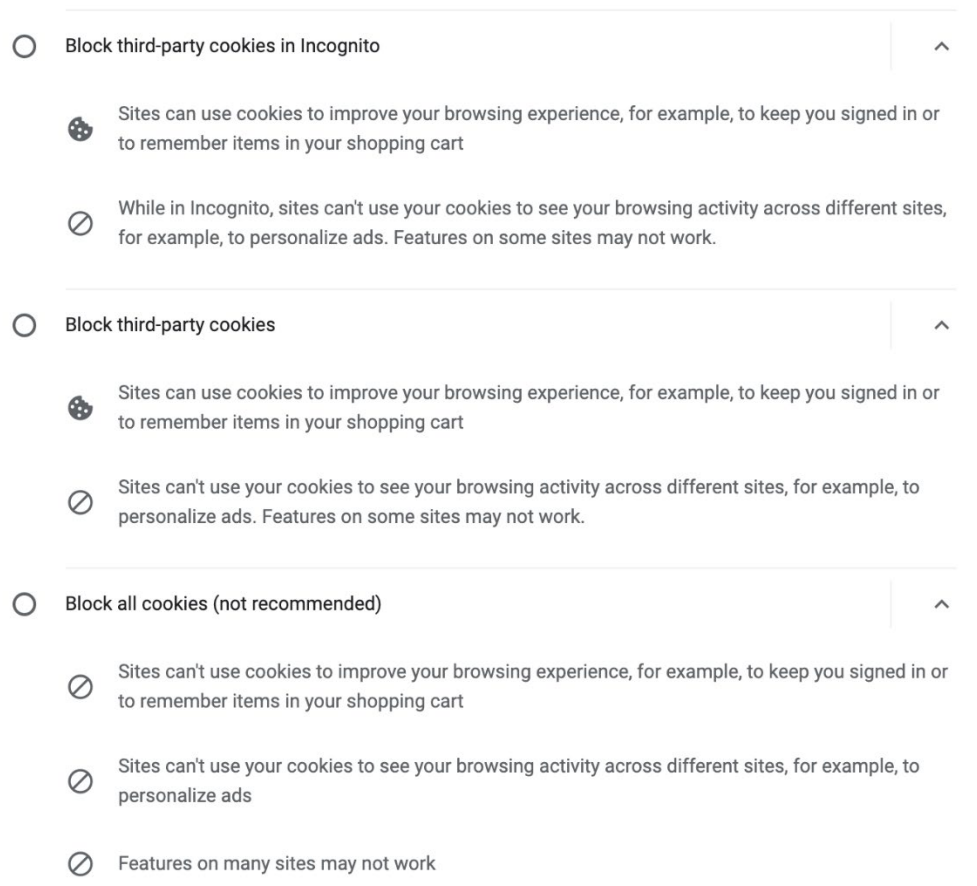 Block third-party cookies in Incognito
Sites can use cookies to improve your browsing experience, for example, to keep you signed in or
to remember items in your shopping cart
While in Incognito, sites can't use your cookies to see your browsing activity across different sites,
for example, to personalize ads. Features on some sites may not work.
Block third-party cookies
Sites can use cookies to improve your browsing experience, for example, to keep you signed in or
to remember items in your shopping cart
Sites can't use your cookies to see your browsing activity across different sites, for example, to
personalize ads. Features on some sites may not work.
Block all cookies (not recommended)
Sites can't use cookies to improve your browsing experience, for example, to keep you signed in or
to remember items in your shopping cart
Sites can't use your cookies to see your browsing activity across different sites, for example, to
personalize ads
Features on many sites may not work